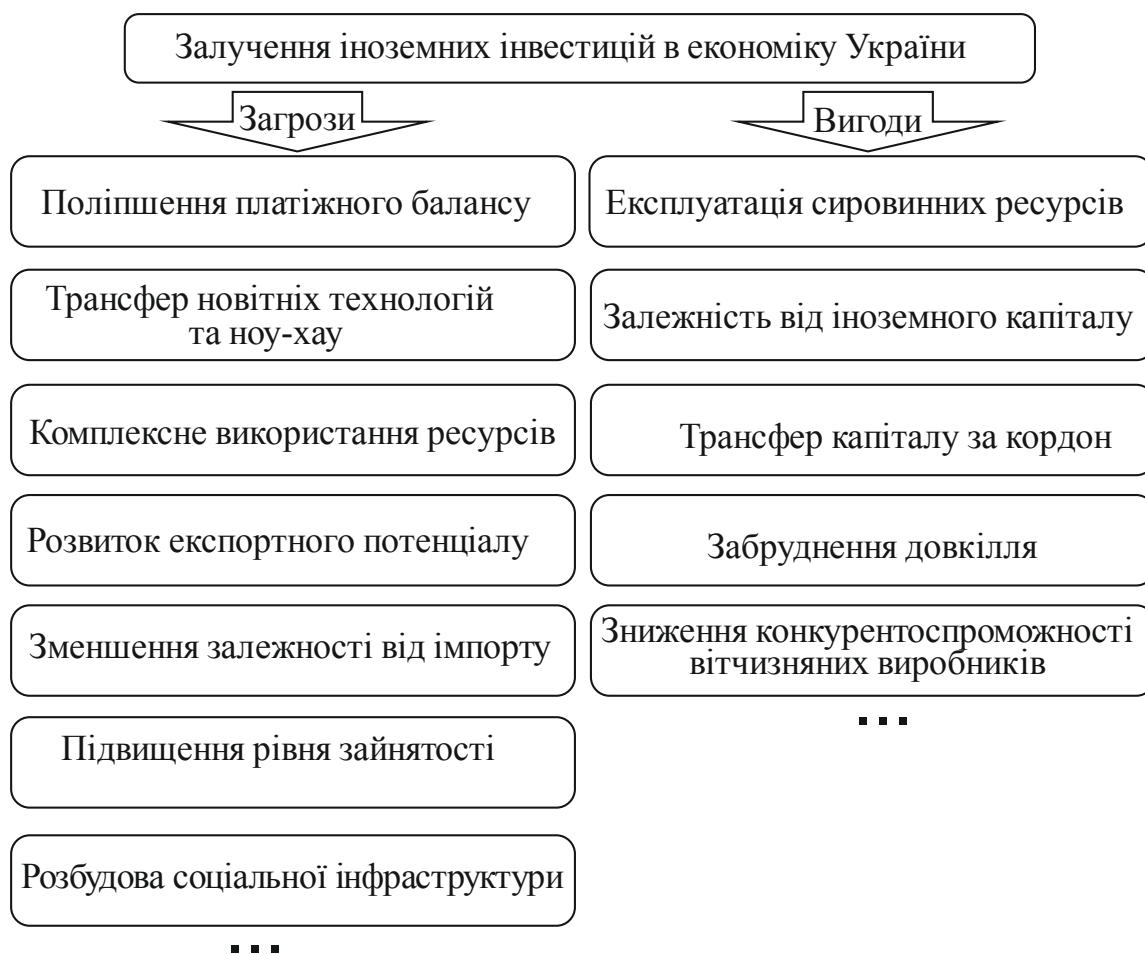 Залучення іноземних інвестицій в економіку України
Загрози
Вигоди
Поліпшення платіжного балансу
Експлуатація сировинних ресурсів
Трансфер новітніх технологій
та ноу-хау
Залежність від іноземного капіталу
Комплексне використання ресурсів
Трансфер капіталу за кордон
Розвиток експортного потенціалу
Забруднення довкілля
Зменшення залежності від імпорту
Зниження конкурентоспроможності
вітчизняних виробників
...
Підвищення рівня зайнятості
Розбудова соціальної інфраструктури
...